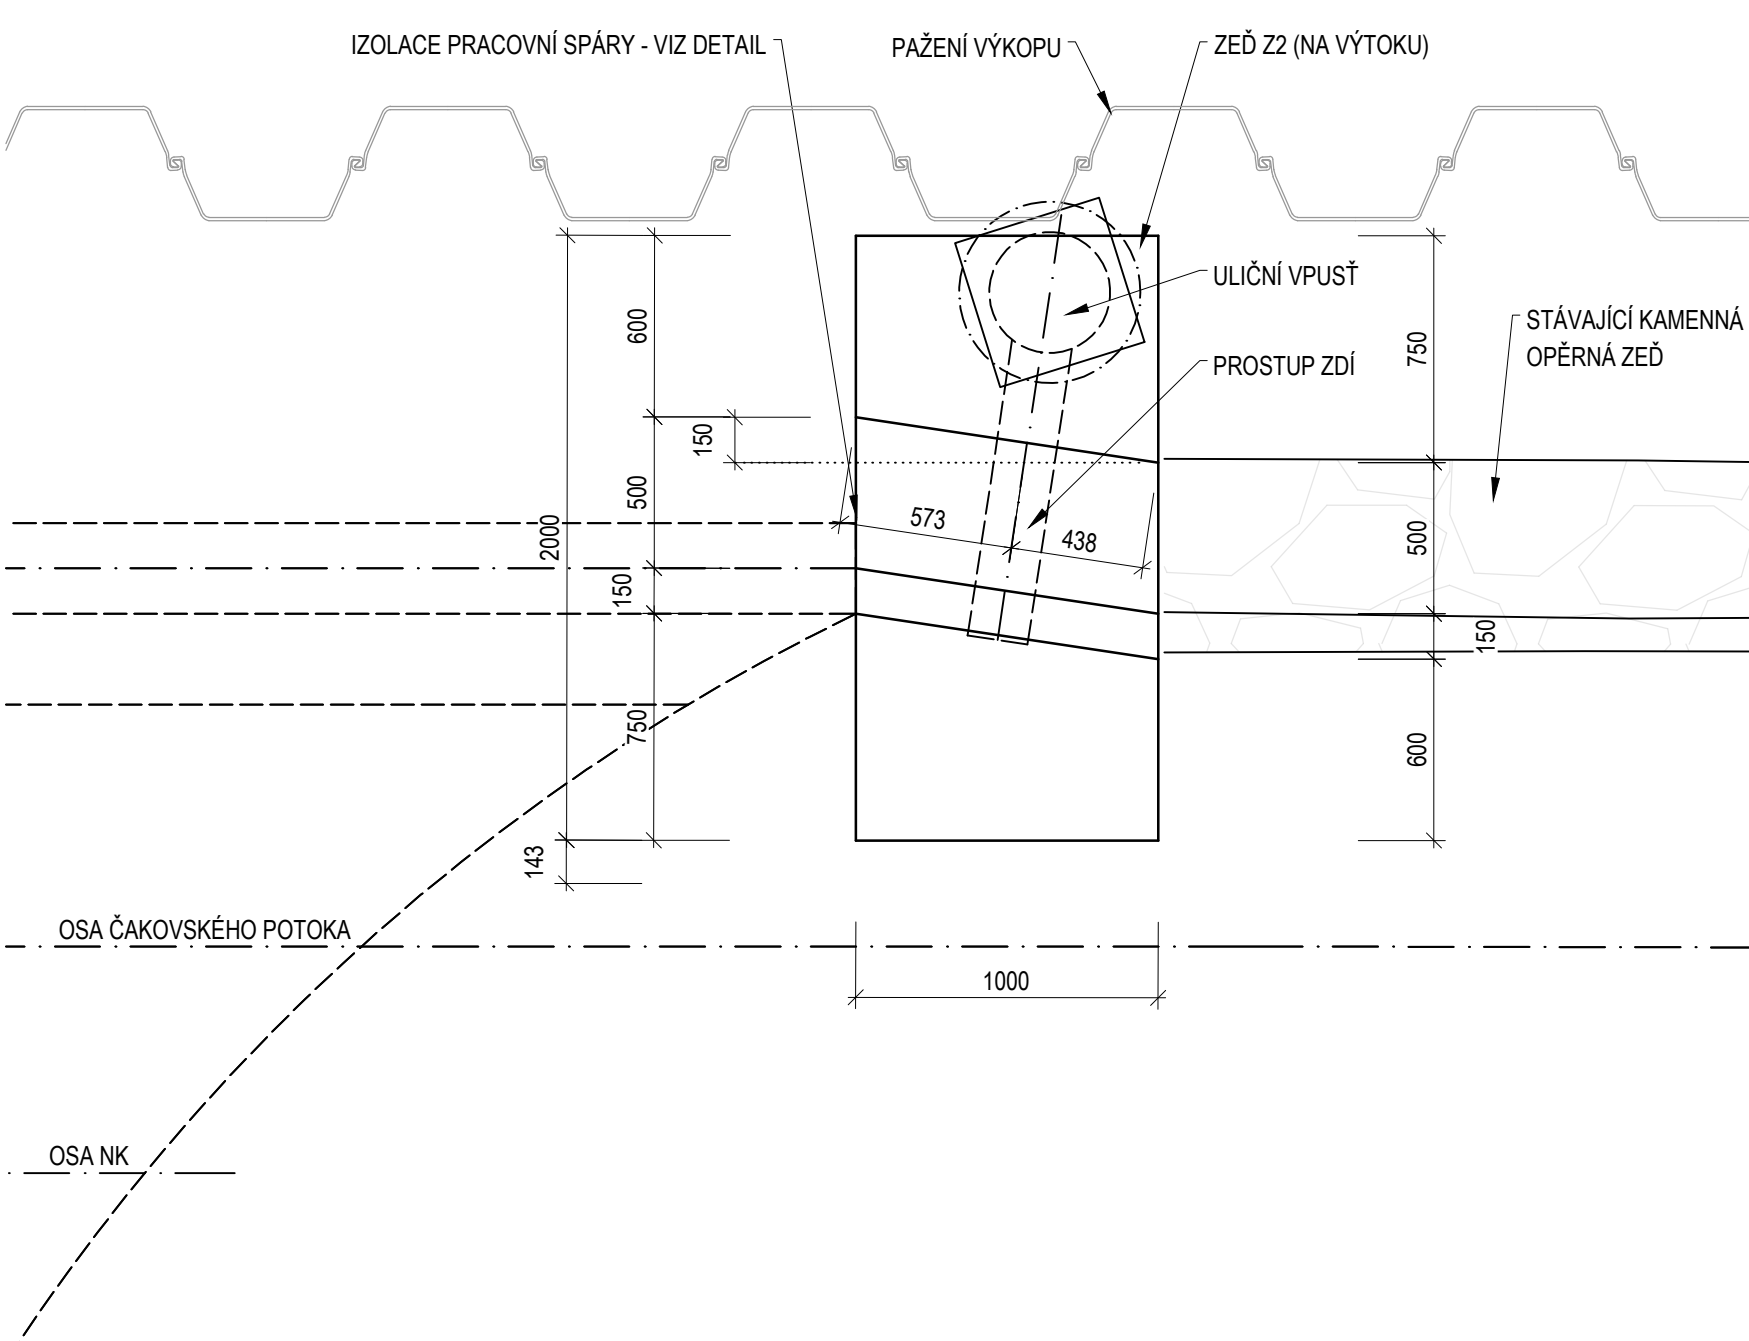 IZOLACE PRACOVNÍ SPÁRY - VIZ DETAIL
PAŽENÍ VÝKOPU
ZEĎ Z2 (NA VÝTOKU)
ULIČNÍ VPUSŤ
STÁVAJÍCÍ KAMENNÁ
OPĚRNÁ ZEĎ
PROSTUP ZDÍ
600
750
150
500
2000
573
438
500
150
150
750
600
143
OSA ČAKOVSKÉHO POTOKA
1000
OSA NK